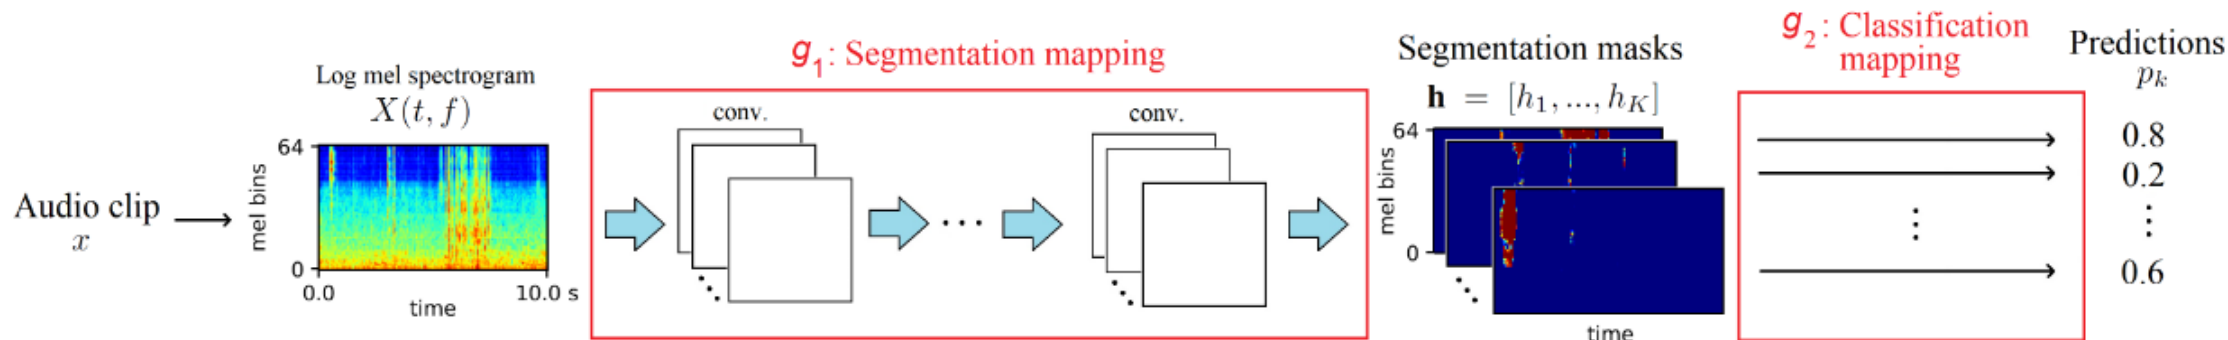 Audio clip
x
Log mel spectrogram
X(t, f)
64
mel bins
0
0.0
10.0 s
time
g1: Segmentation mapping
conv.
...
conv.
Segmentation masks
h = [h1, ..., hK]
64
mel bins
0
time
g2: Classification
mapping
Predictions
pk
0.8
0.2
⋮
0.6